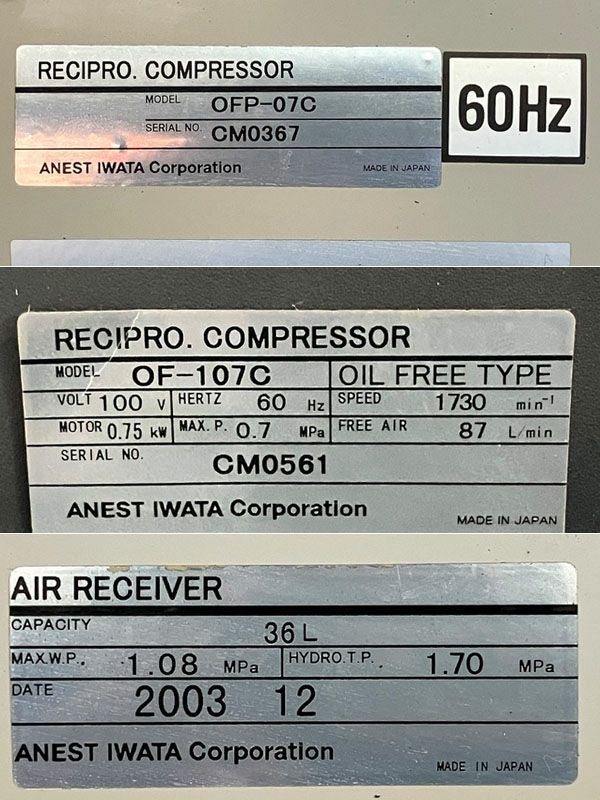 RECIPRO. COMPRESSOR
MODEL OFP-07C
SERIAL NO. CM0367
ANEST IWATA Corporation MADE IN JAPAN
60Hz
RECIPRO. COMPRESSOR
MODEL OF-107C OIL FREE TYPE
VOLT 100 V HERTZ 60 Hz SPEED 1730 min⁻¹
MOTOR 0.75 kW MAX. P. 0.7 MPa FREE AIR 87 L/min
SERIAL NO. CM0561
ANEST IWATA Corporation
MADE IN JAPAN
AIR RECEIVER
CAPACITY 36 L
MAX.W.P. 1.08 MPa HYDRO.T.P. 1.70 MPa
DATE 2003 12
ANEST IWATA Corporation
MADE IN JAPAN